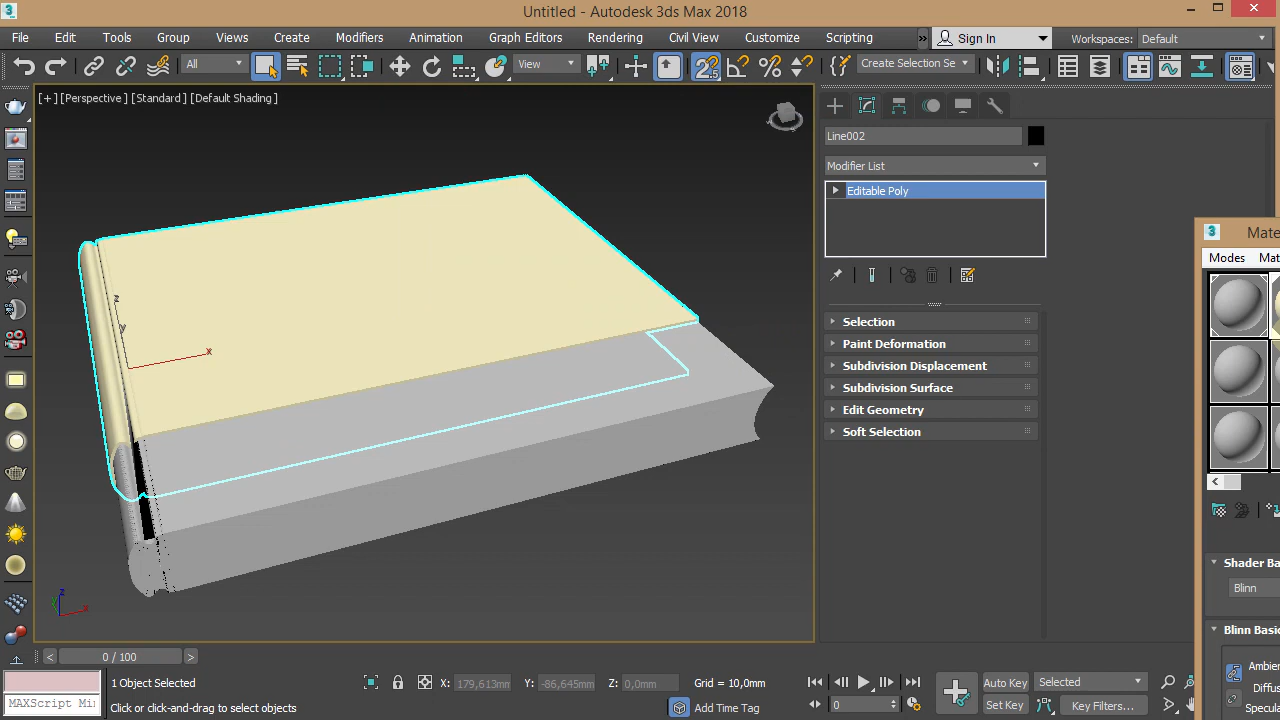 Untitled - Autodesk 3ds Max 2018
File Edit Tools Group Views Create Modifiers Animation Graph Editors Rendering Civil View Customize Scripting » Sign In Workspaces: Default
All View Create Selection Se
[+] [Perspective] [Standard] [Default Shading]
Line002
Modifier List
Editable Poly
Mate
Modes Mat
Selection
Paint Deformation
Subdivision Displacement
Subdivision Surface
Edit Geometry
Soft Selection
z
y
x
Shader Ba
Blinn
Blinn Basic
Ambien
Diffus
Specula
z
y
x
< 0 / 100 >
1 Object Selected X: 179,613mm Y: -86,645mm Z: 0,0mm Grid = 10,0mm Auto Key Selected
MAXScript Mi Click or click-and-drag to select objects Add Time Tag 0 Set Key Key Filters...